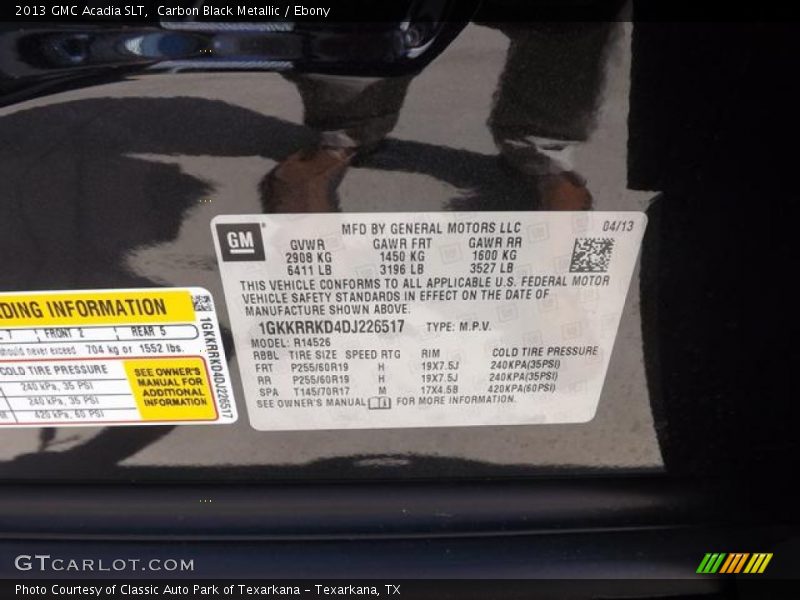 2013 GMC Acadia SLT, Carbon Black Metallic / Ebony
GM
MFD BY GENERAL MOTORS LLC 04/13
GVWR GAWR FRT GAWR RR
2908 KG 1450 KG 1600 KG
6411 LB 3196 LB 3527 LB
THIS VEHICLE CONFORMS TO ALL APPLICABLE U.S. FEDERAL MOTOR
VEHICLE SAFETY STANDARDS IN EFFECT ON THE DATE OF
MANUFACTURE SHOWN ABOVE.
1GKKRRKD4DJ226517 TYPE: M.P.V.
MODEL: R14526
RBBL TIRE SIZE SPEED RTG RIM COLD TIRE PRESSURE
FRT P255/60R19 H 19X7.5J 240KPA(35PSI)
RR P255/60R19 H 19X7.5J 240KPA(35PSI)
SPA T145/70R17 M 17X4.5B 420KPA(60PSI)
SEE OWNER'S MANUAL FOR MORE INFORMATION.
DING INFORMATION
FRONT 2 REAR 5
should never exceed 704 kg or 1552 lbs.
COLD TIRE PRESSURE
240 kPa, 35 PSI
240 kPa, 35 PSI
420 kPa, 60 PSI
SEE OWNER'S
MANUAL FOR
ADDITIONAL
INFORMATION
1GKKRRKD4DJ226517
GTCARLOT.COM
Photo Courtesy of Classic Auto Park of Texarkana - Texarkana, TX